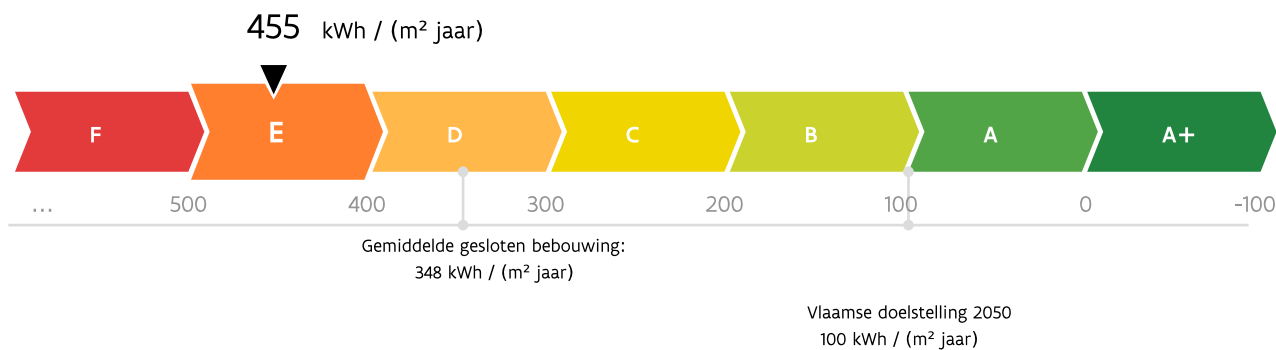 455 kWh / (m² jaar)
F E D C B A A+
... 500 400 300 200 100 0 -100
Gemiddelde gesloten bebouwing:
348 kWh / (m² jaar)
Vlaamse doelstelling 2050
100 kWh / (m² jaar)